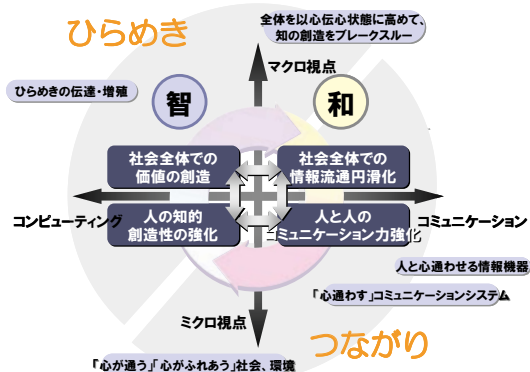 ひらめき
全体を以心伝心状態に高めて、
知の創造をブレークスルー
マクロ視点
ひらめきの伝達・増殖
智
和
社会全体での
価値の創造
社会全体での
情報流通円滑化
コンピューティング
コミュニケーション
人の知的
創造性の強化
人と人の
コミュニケーション力強化
人と心通わせる情報機器
「心通わす」コミュニケーションシステム
ミクロ視点
つながり
「心が通う」「心がふれあう」社会、環境